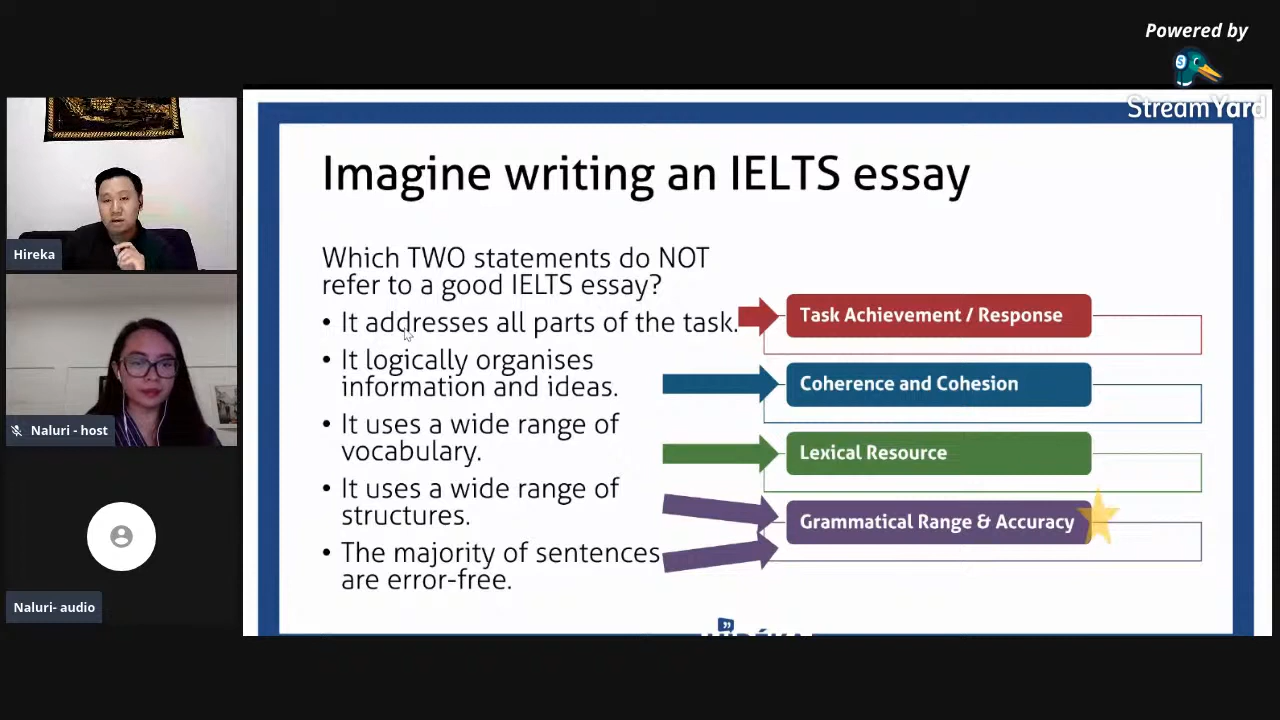 Powered by
StreamYard
Imagine writing an IELTS essay
Which TWO statements do NOT
refer to a good IELTS essay?
• It addresses all parts of the task.
• It logically organises
information and ideas.
• It uses a wide range of
vocabulary.
• It uses a wide range of
structures.
• The majority of sentences
are error-free.
Task Achievement / Response
Coherence and Cohesion
Lexical Resource
Grammatical Range & Accuracy
Hireka
Naluri - host
Naluri- audio